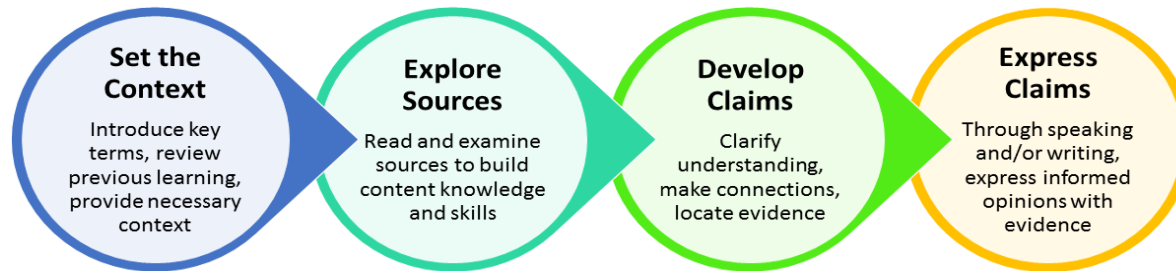 Set the
Context
Introduce key
terms, review
previous learning,
provide necessary
context
Explore
Sources
Read and examine
sources to build
content knowledge
and skills
Develop
Claims
Clarify
understanding,
make connections,
locate evidence
Express
Claims
Through speaking
and/or writing,
express informed
opinions with
evidence